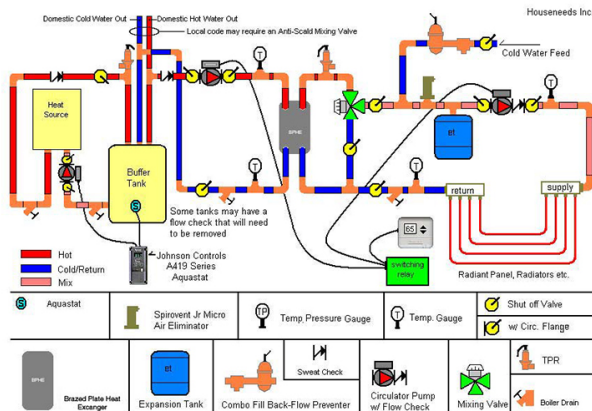 Domestic Cold Water Out
Domestic Hot Water Out
Houseneeds Inc
Local code may require an Anti-Scald Mixing Valve
T
T
Cold Water Feed
Heat
Source
BPHE
et
Buffer
Tank
T
T
return
supply
S
Some tanks may have a
flow check that will
need to be removed
65
Johnson Controls
A419 Series
Aquastat
switching
relay
Radiant Panel, Radiators etc.
Hot
Cold/Return
Mix
S
Aquastat
Spirovent Jr Micro
Air Eliminator
TP
Temp, Pressure Gauge
T
Temp. Gauge
Shut off Valve
w/ Circ. Flange
BPHE
Brazed Plate Heat
Excanger
et
Expansion Tank
Combo Fill Back-Flow Preventer
Sweat Check
Circulator Pump
w/ Flow Check
Mixing Valve
TPR
Boiler Drain